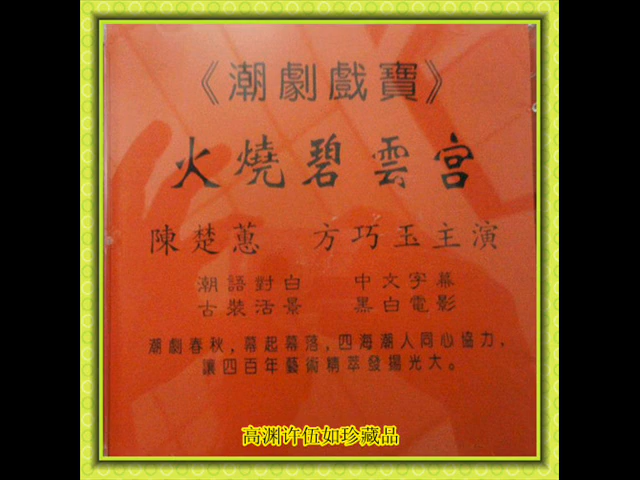 《潮劇戲寶》
火燒碧雲宮
陳楚蕙 方巧玉主演
潮語對白 中文字幕
古裝活景 黑白電影
潮劇春秋,幕起幕落,四海潮人同心協力,
讓四百年藝術精萃發揚光大。
高渊许伍如珍藏品